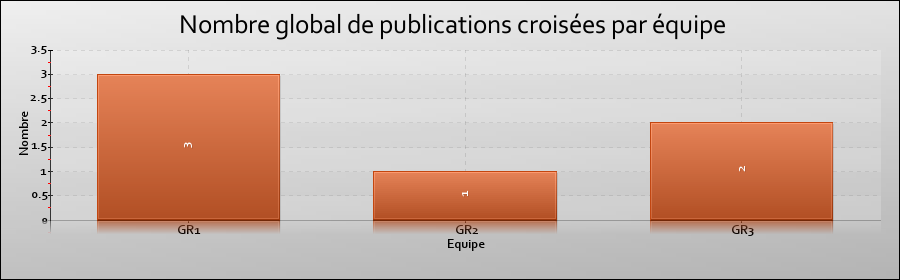 Nombre global de publications croisées par équipe
3.5
3
2.5
2
1.5
1
0.5
0
Nombre
3
1
2
GR1
GR2
GR3
Equipe